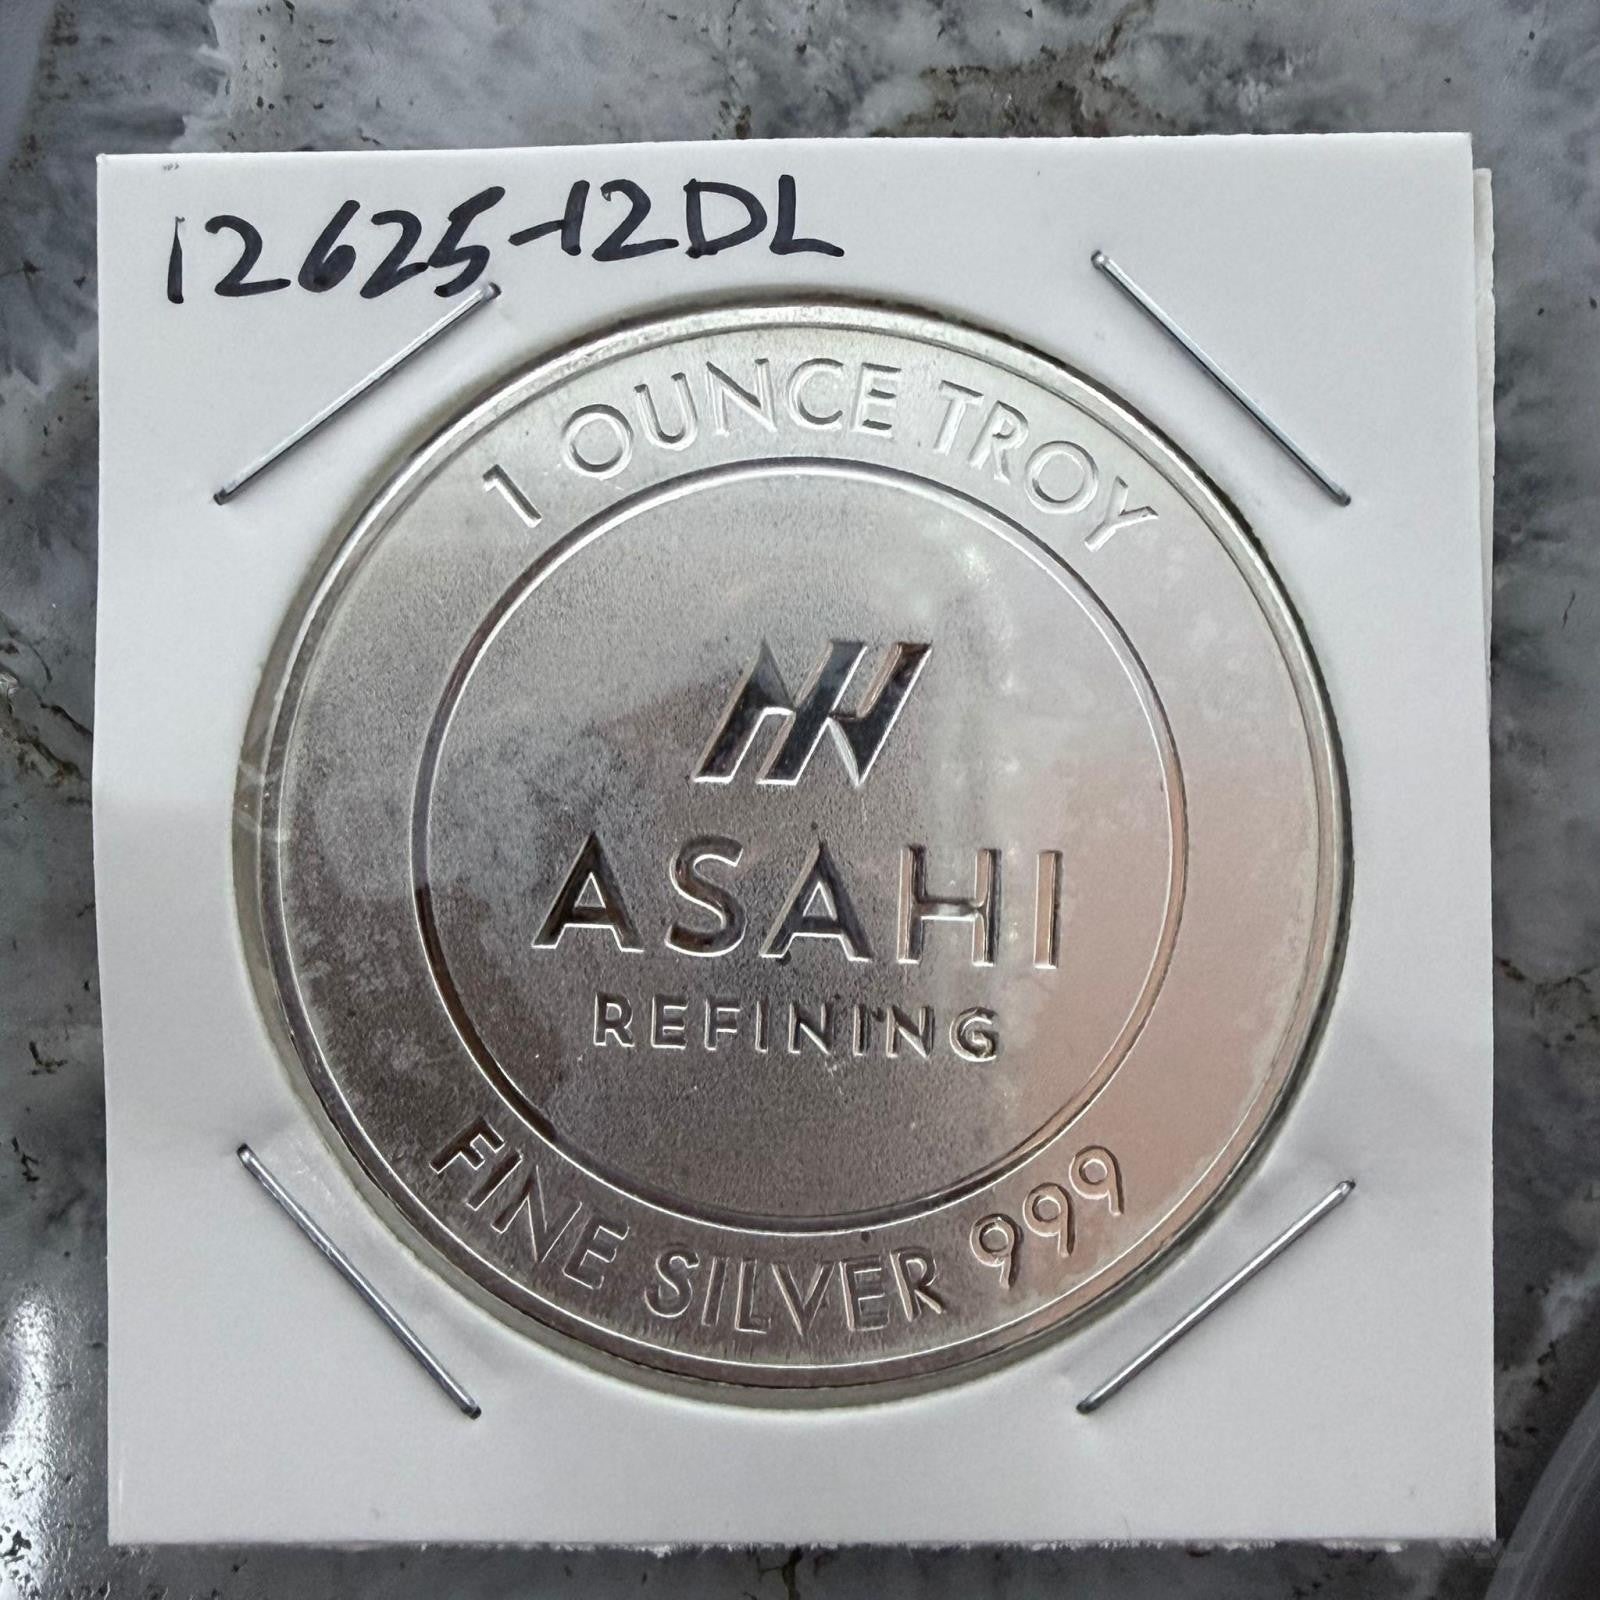 12625-12DL
1 OUNCE TROY
ASAHI
REFINING
FINE SILVER 999